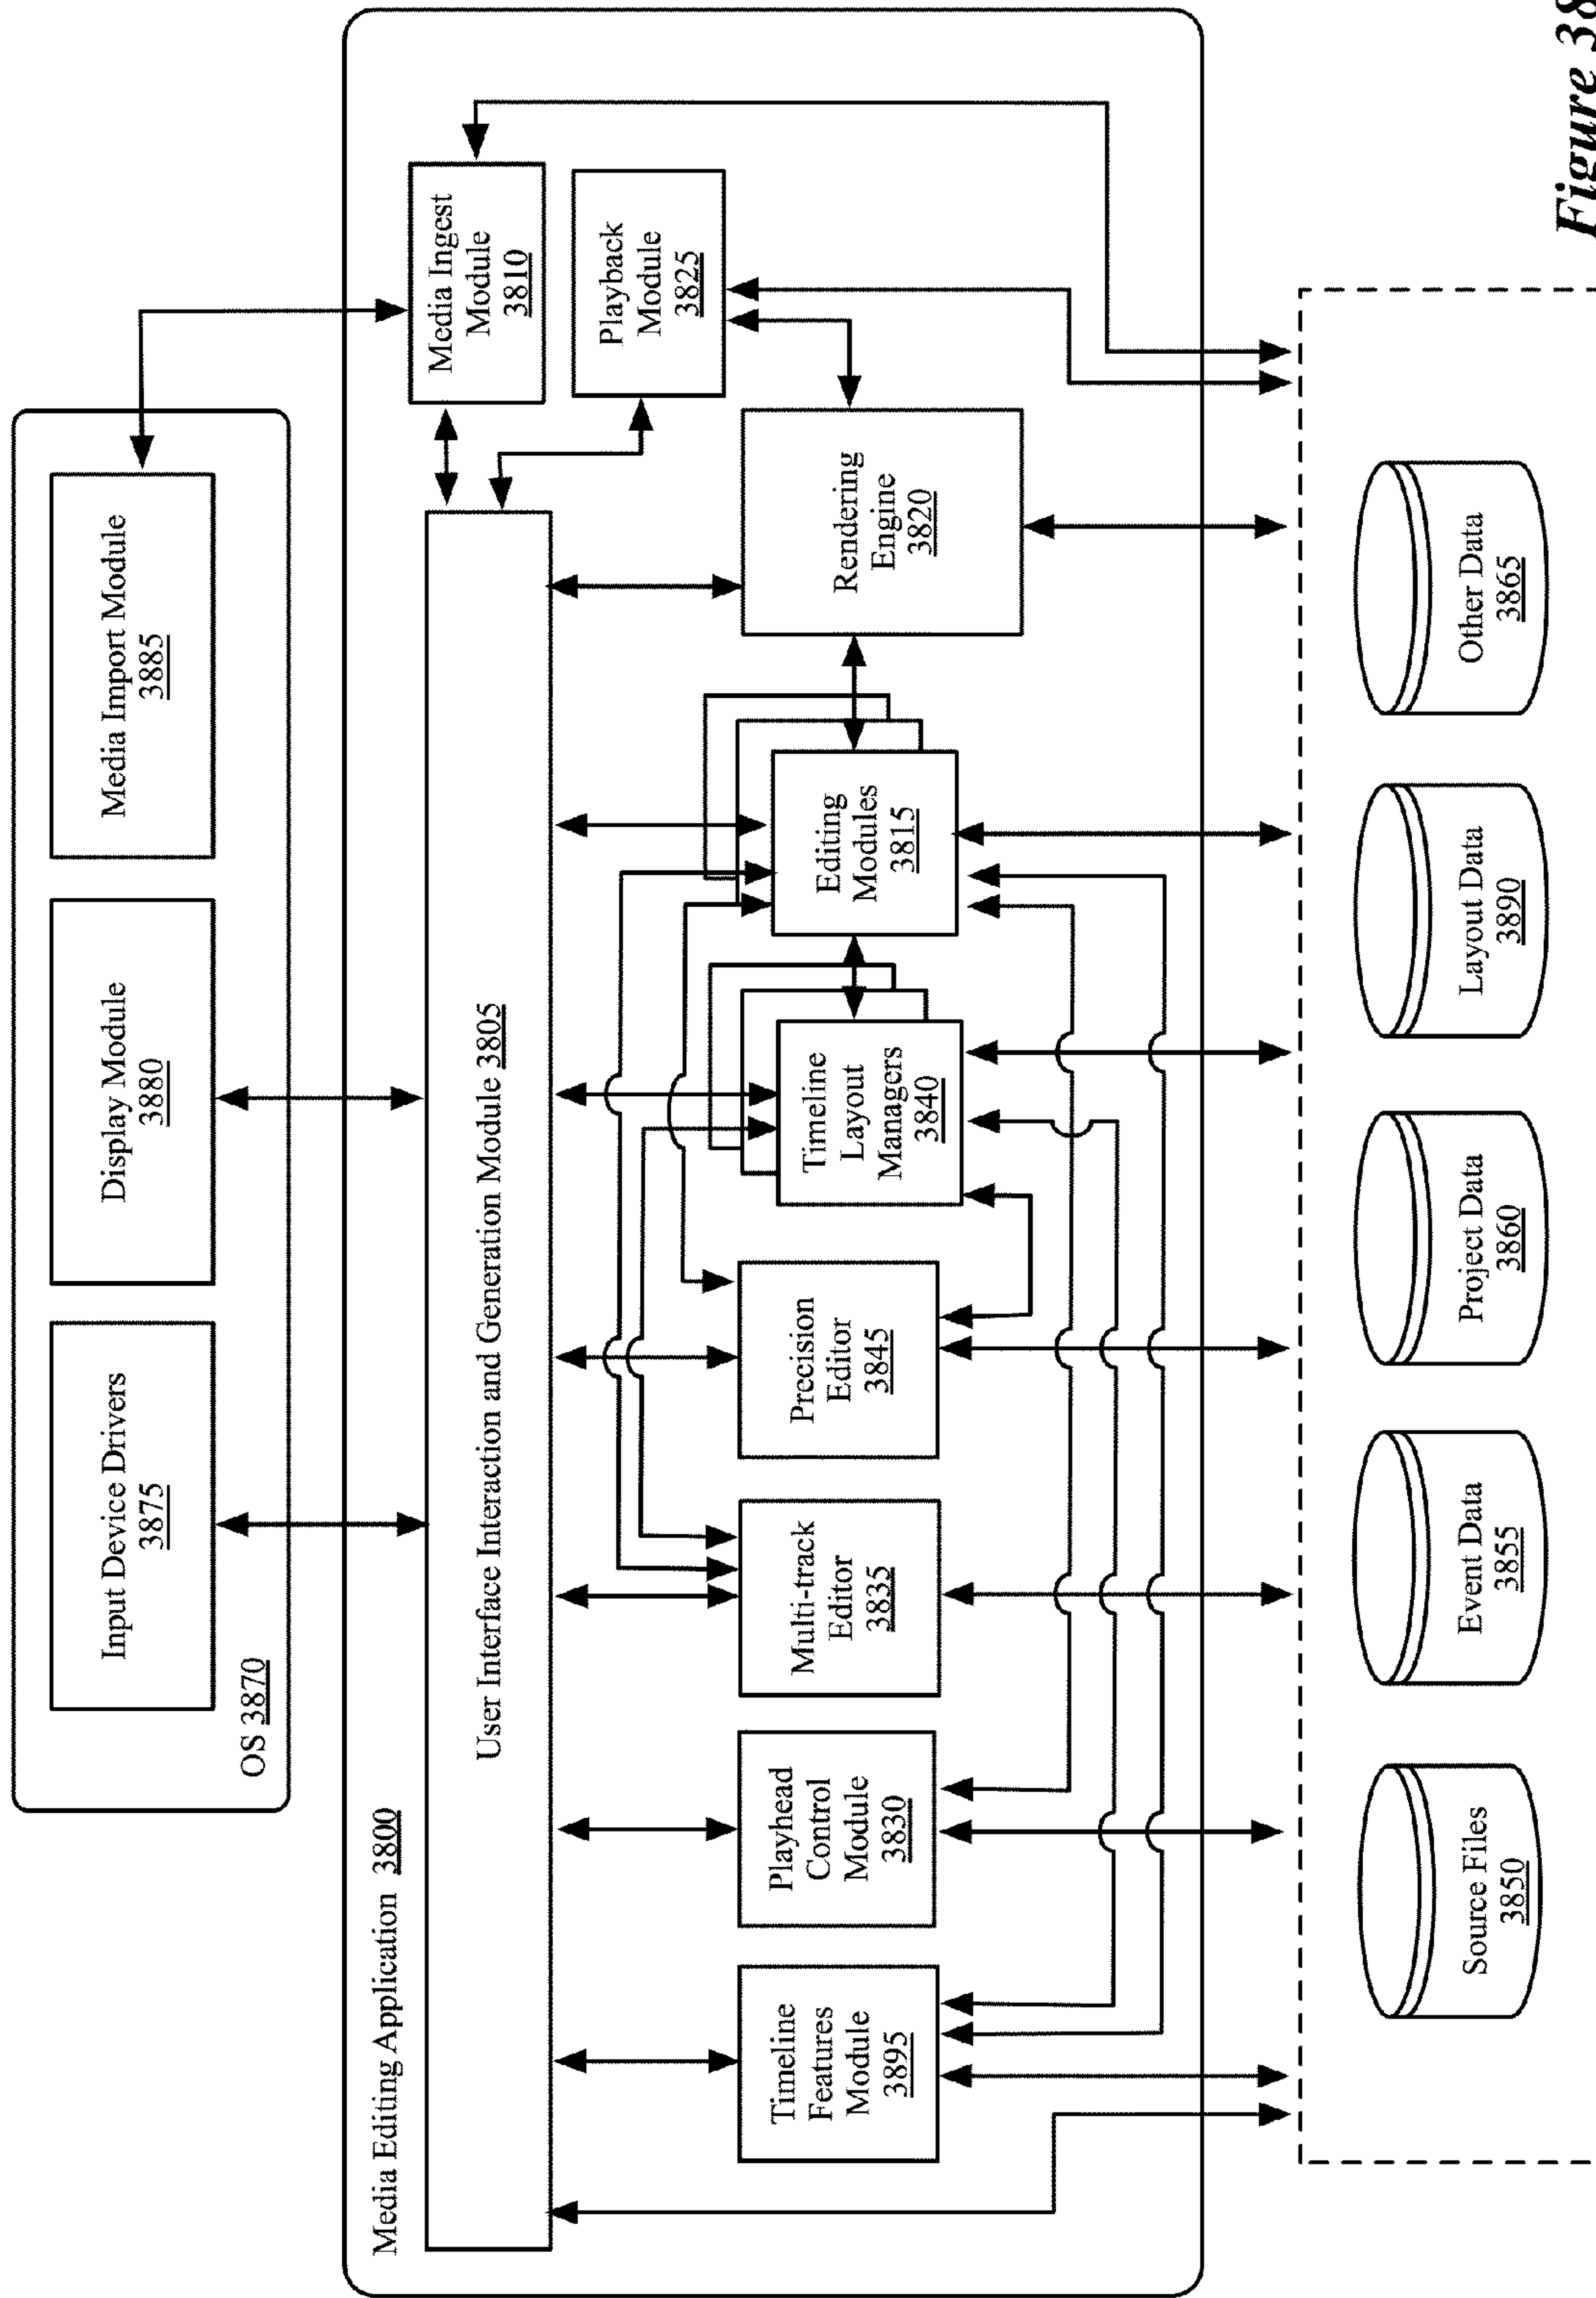 Input Device Drivers
3875
Display Module
3880
Media Import Module
3885
OS 3870
Media Editing Application 3800
User Interface Interaction and Generation Module 3805
Media Ingest
Module
3810
Playback
Module
3825
Timeline
Features
Module
3895
Playhead
Control
Module
3830
Multi-track
Editor
3835
Precision
Editor
3845
Timeline
Layout
Managers
3840
Editing
Modules
3815
Rendering
Engine
3820
Source Files
3850
Event Data
3855
Project Data
3860
Layout Data
3890
Other Data
3865
Figure 38